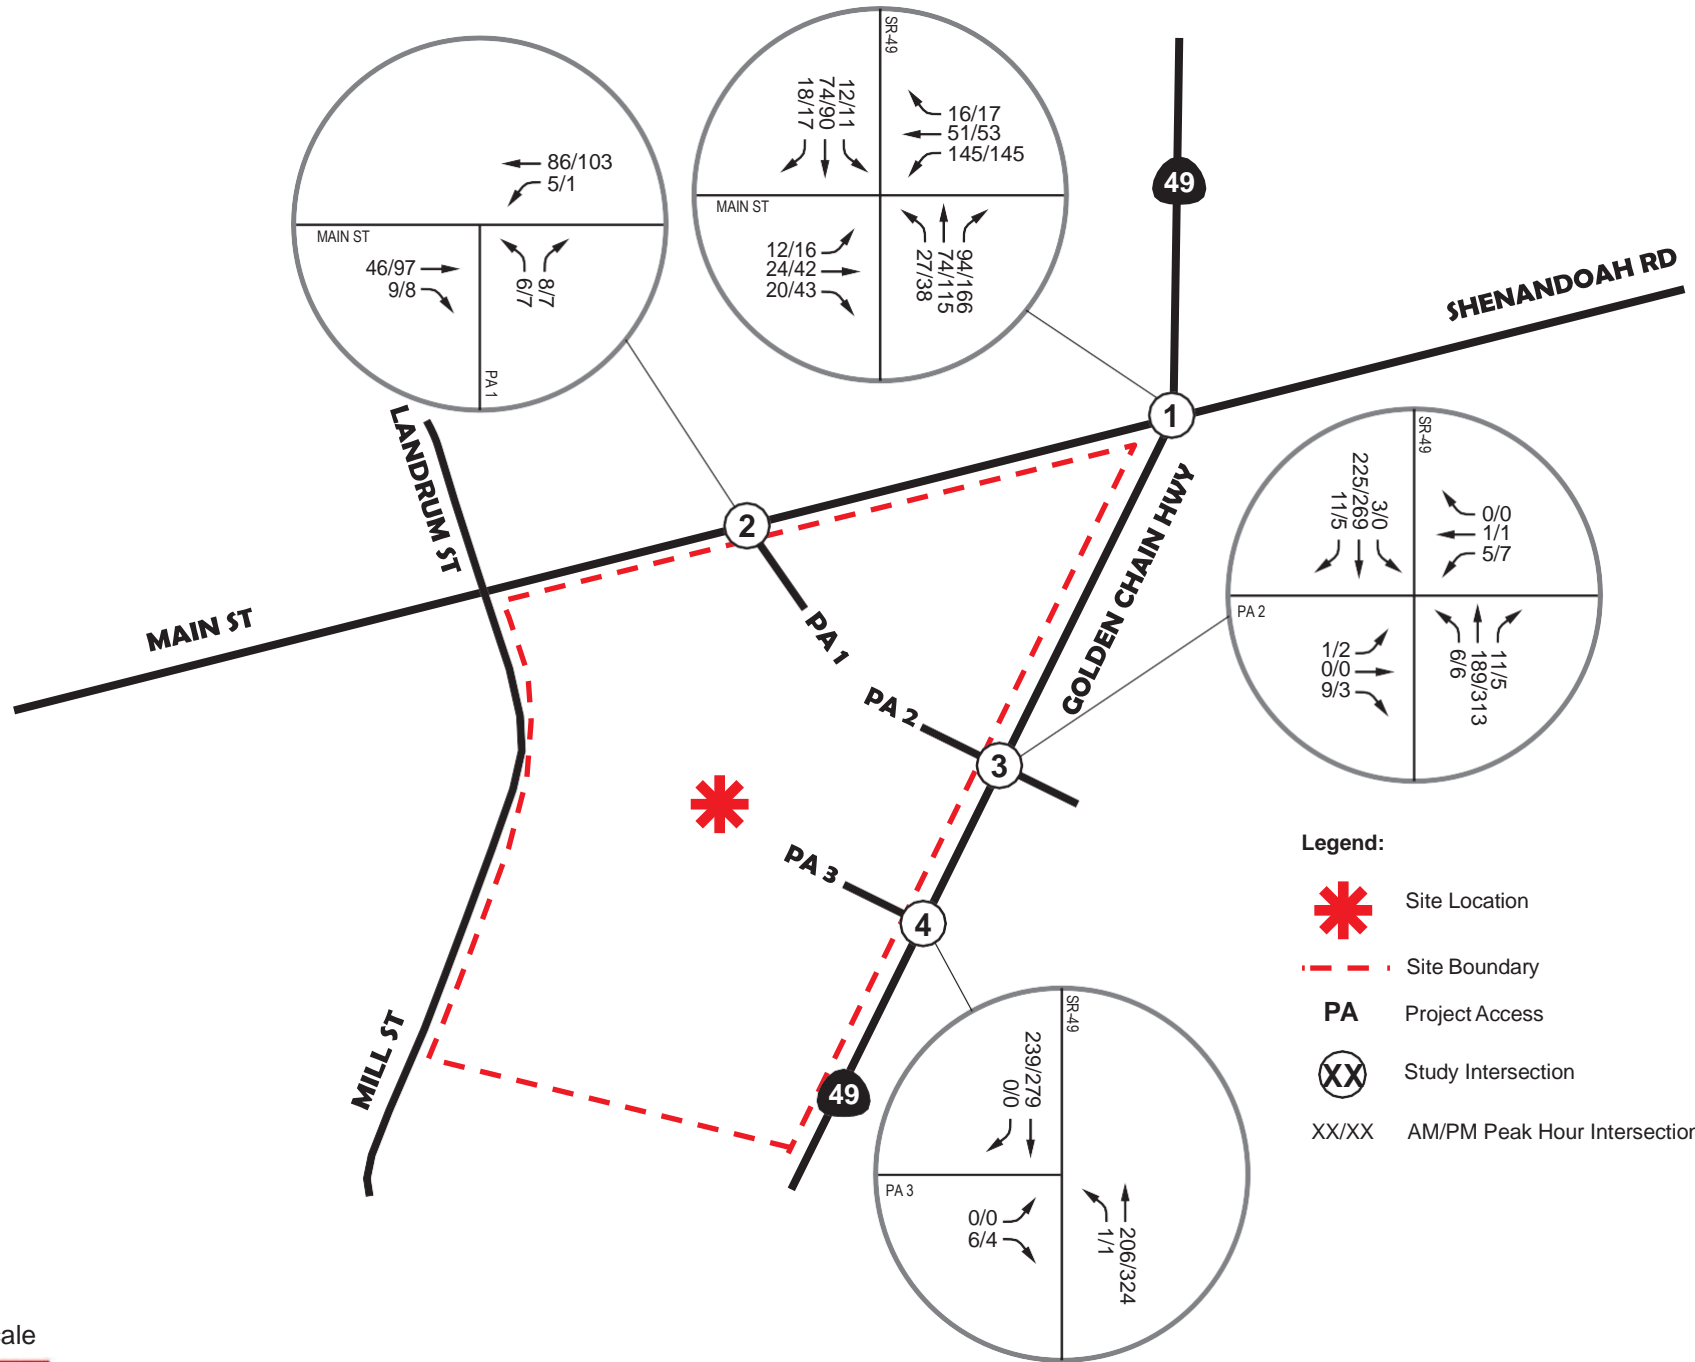 SR-49
12/11
74/90
18/17
16/17
51/53
145/145
MAIN ST
12/16
24/42
20/43
27/38
74/115
94/166
86/103
5/1
MAIN ST
46/97
9/8
6/7
8/7
PA 1
49
SHENANDOAH RD
1
LANDRUM ST
2
PA 1
MAIN ST
GOLDEN CHAIN HWY
SR-49
3/0
225/269
11/5
0/0
1/1
5/7
PA 2
1/2
0/0
9/3
6/6
189/313
11/5
PA 2
3
PA 3
4
MILL ST
49
SR-49
239/279
0/0
PA 3
0/0
6/4
1/1
206/324
Legend:
Site Location
Site Boundary
PA Project Access
XX Study Intersection
XX/XX AM/PM Peak Hour Intersection
ale